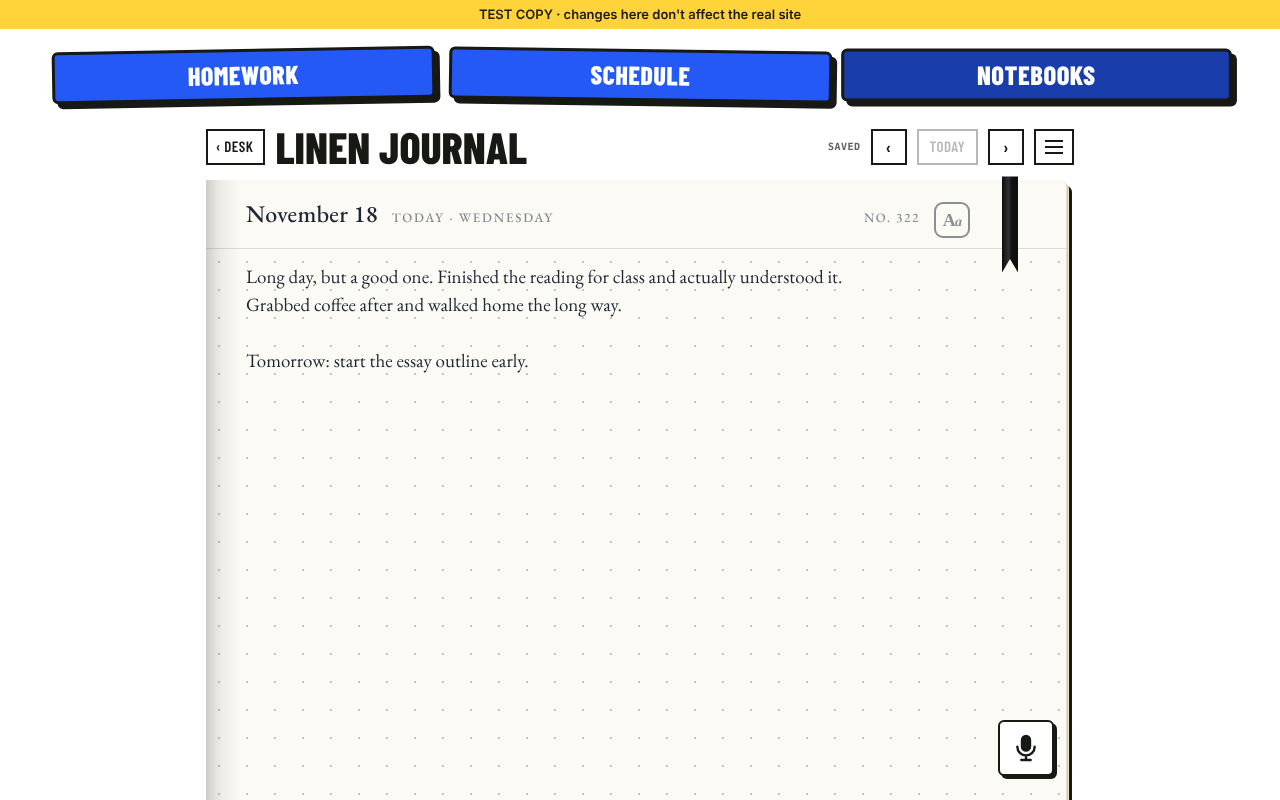 TEST COPY · changes here don't affect the real site
HOMEWORK
SCHEDULE
NOTEBOOKS
‹ DESK
LINEN JOURNAL
SAVED
‹
TODAY
›
November 18 TODAY · WEDNESDAY
NO. 322
Aa
Long day, but a good one. Finished the reading for class and actually understood it.
Grabbed coffee after and walked home the long way.
Tomorrow: start the essay outline early.